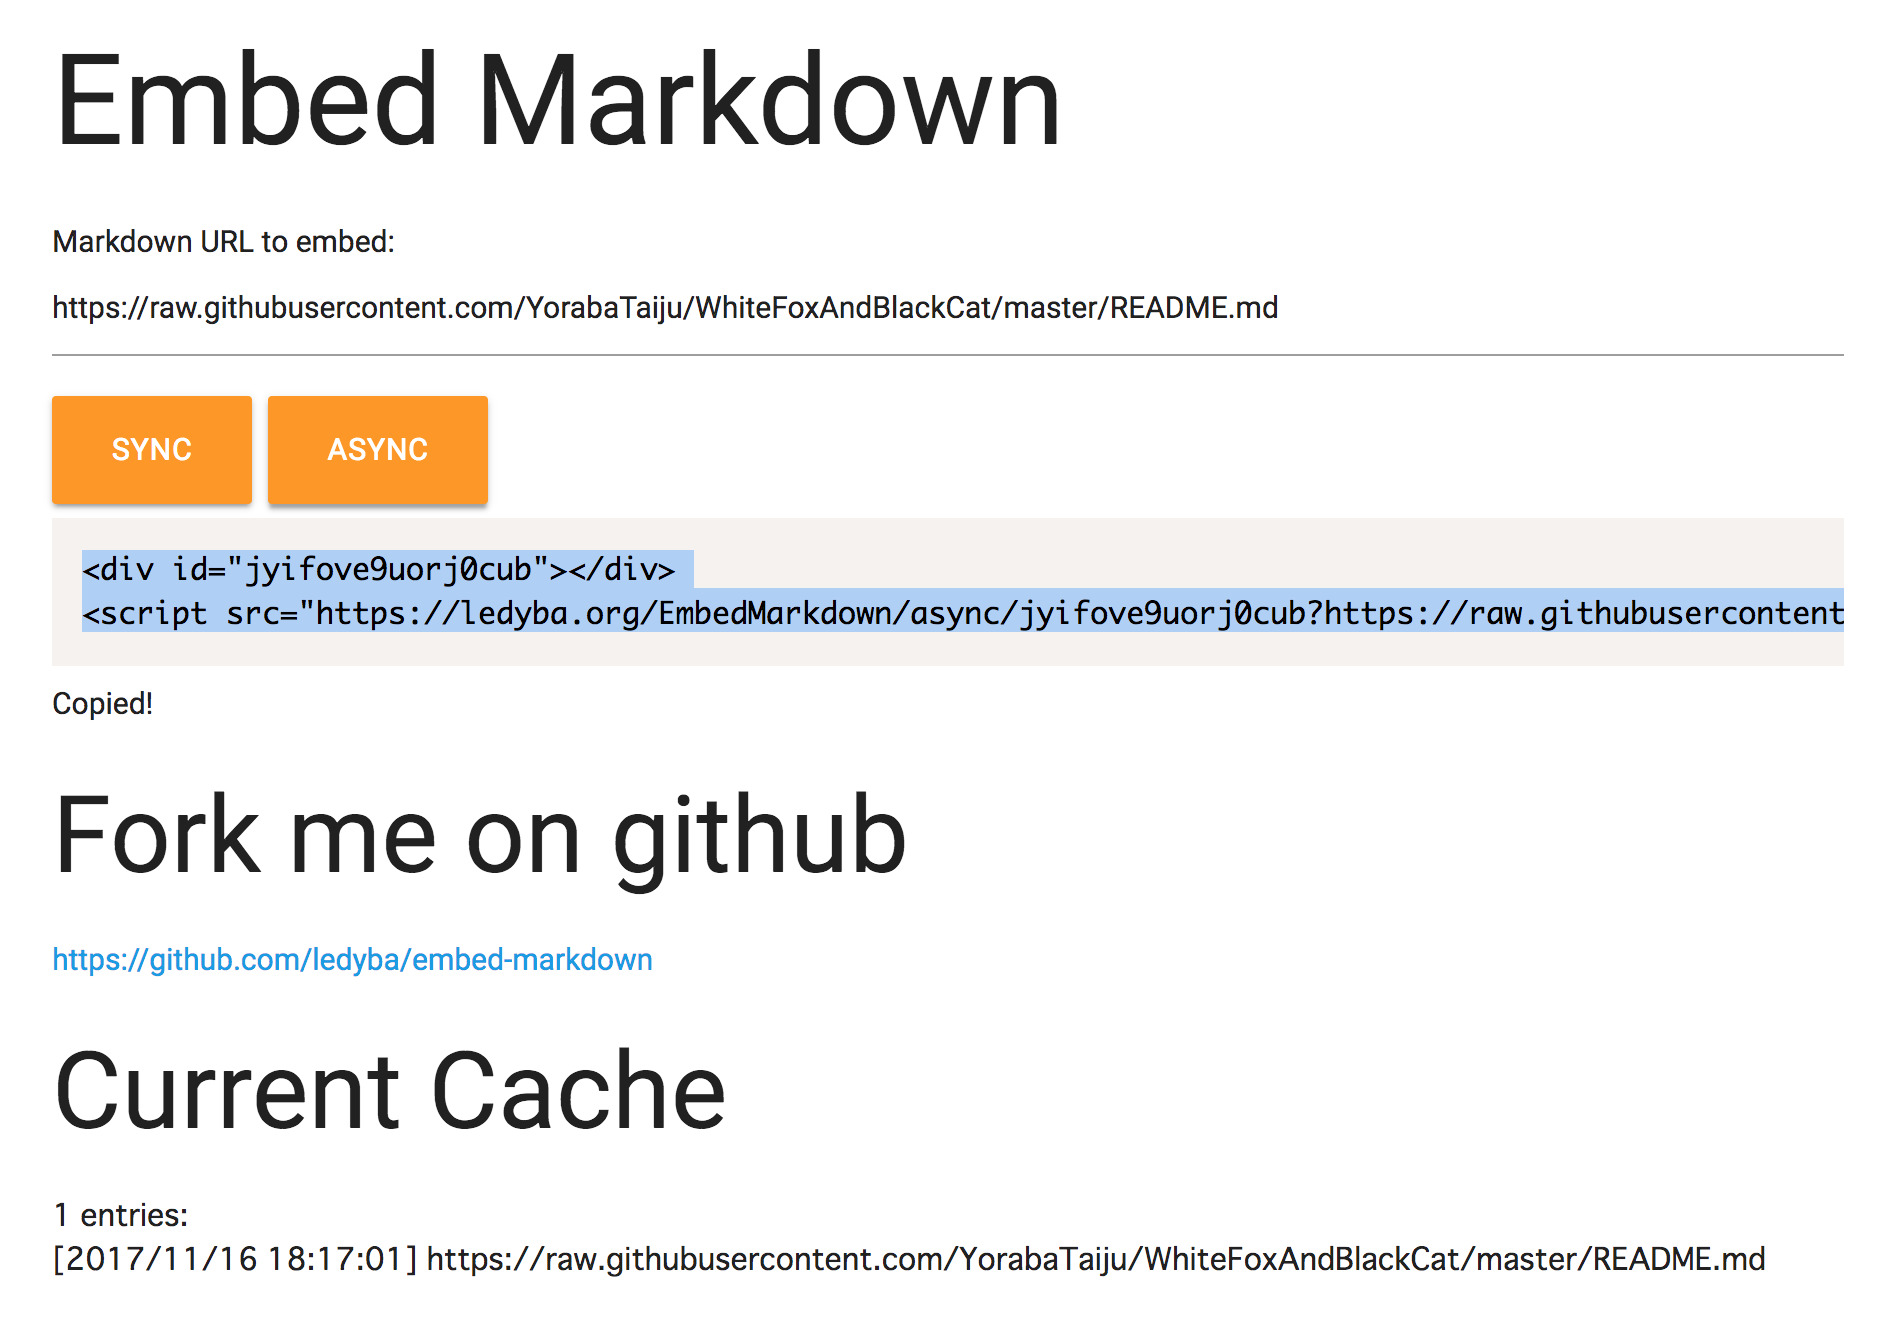 Embed Markdown
Markdown URL to embed:
https://raw.githubusercontent.com/YorabaTaiju/WhiteFoxAndBlackCat/master/README.md
SYNC ASYNC
<div id="jyifove9uorj0cub"></div>
<script src="https://ledyba.org/EmbedMarkdown/async/jyifove9uorj0cub?https://raw.githubusercontent
Copied!
Fork me on github
https://github.com/ledyba/embed-markdown
Current Cache
1 entries:
[2017/11/16 18:17:01] https://raw.githubusercontent.com/YorabaTaiju/WhiteFoxAndBlackCat/master/README.md